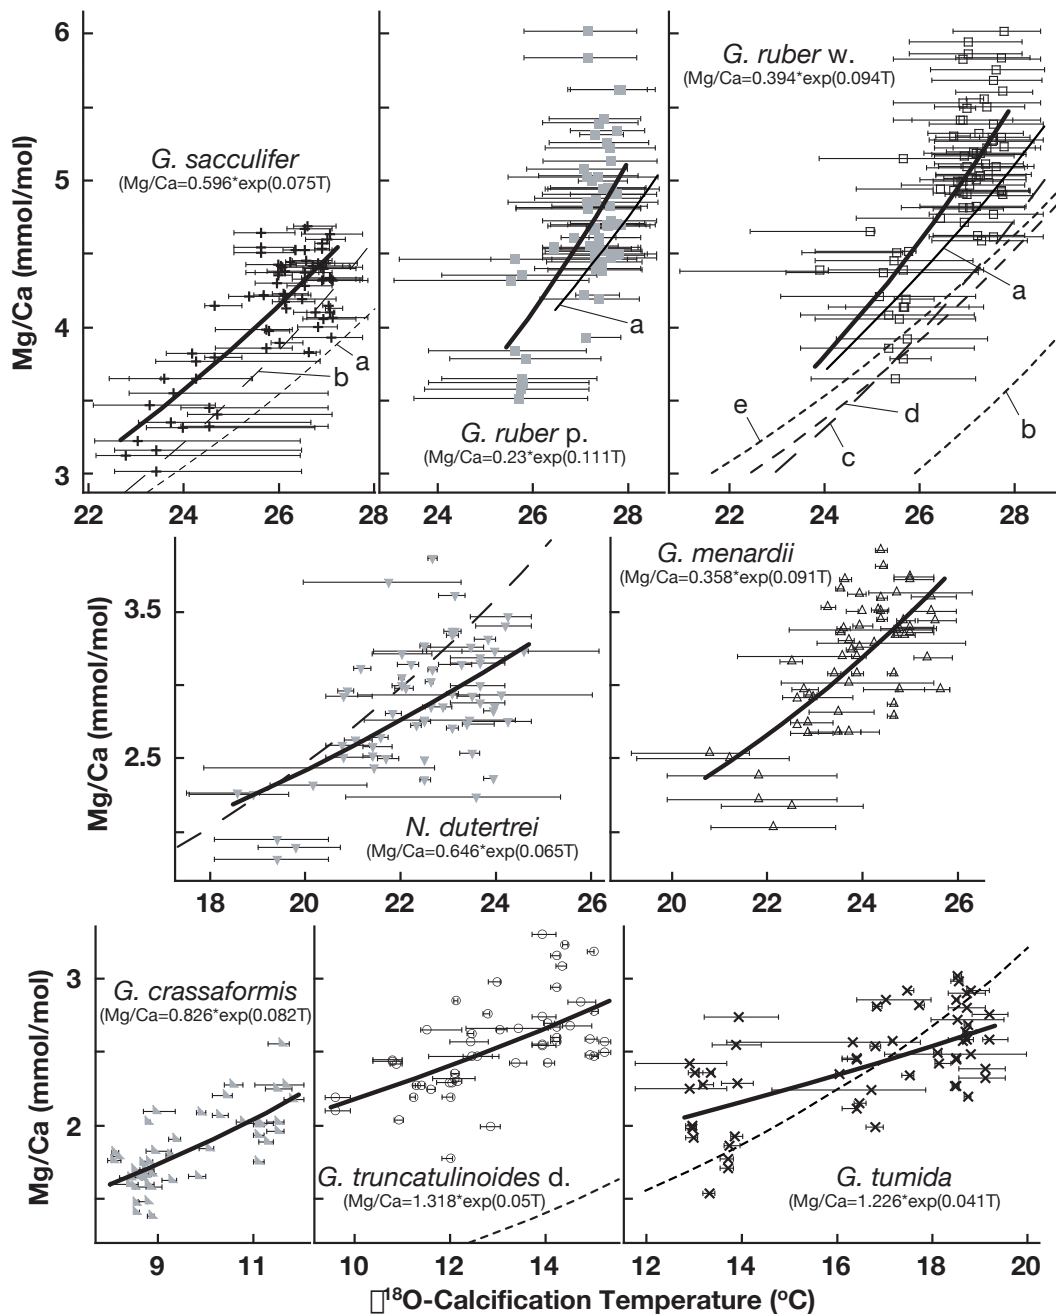 6
5
4
3
Mg/Ca (mmol/mol)
G. sacculifer
(Mg/Ca=0.596*exp(0.075T)
b
a
22 24 26 28
G. ruber p.
(Mg/Ca=0.23*exp(0.111T)
a
24 26 28
G. ruber w.
(Mg/Ca=0.394*exp(0.094T)
a
e
d
c
b
22 24 26 28
3.5
2.5
Mg/Ca (mmol/mol)
N. dutertrei
(Mg/Ca=0.646*exp(0.065T)
18 20 22 24 26
G. menardii
(Mg/Ca=0.358*exp(0.091T)
20 22 24 26
3
2
Mg/Ca (mmol/mol)
G. crassaformis
(Mg/Ca=0.826*exp(0.082T)
9 11
G. truncatulinoides d.
(Mg/Ca=1.318*exp(0.05T)
10 11 12 13 14 15
G. tumida
(Mg/Ca=1.226*exp(0.041T)
12 14 16 18 20
18O-Calcification Temperature (ºC)